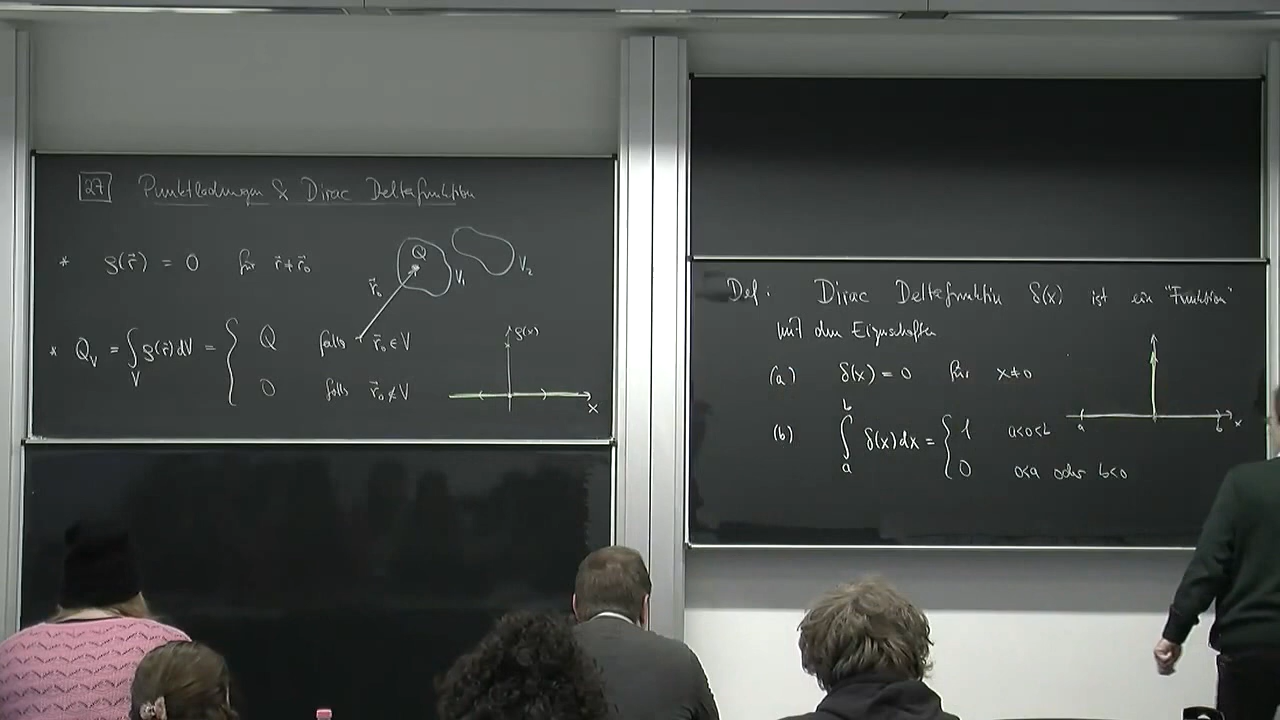 27 Punktladungen & Dirac Deltafunktion
* ρ(r⃗) = 0 für r⃗≠r⃗₀
Q
V₁
V₂
r⃗₀
* Q_V = ∫_V ρ(r⃗)dV = { Q falls r⃗₀∈V
0 falls r⃗₀∉V
ρ(x)
x
Def: Dirac Deltafunktion δ(x) ist ein "Funktion"
mit den Eigenschaften
(a) δ(x) = 0 für x≠0
(b) ∫_a^b δ(x)dx = { 1 a<0<b
0 0<a oder b<0
a b x